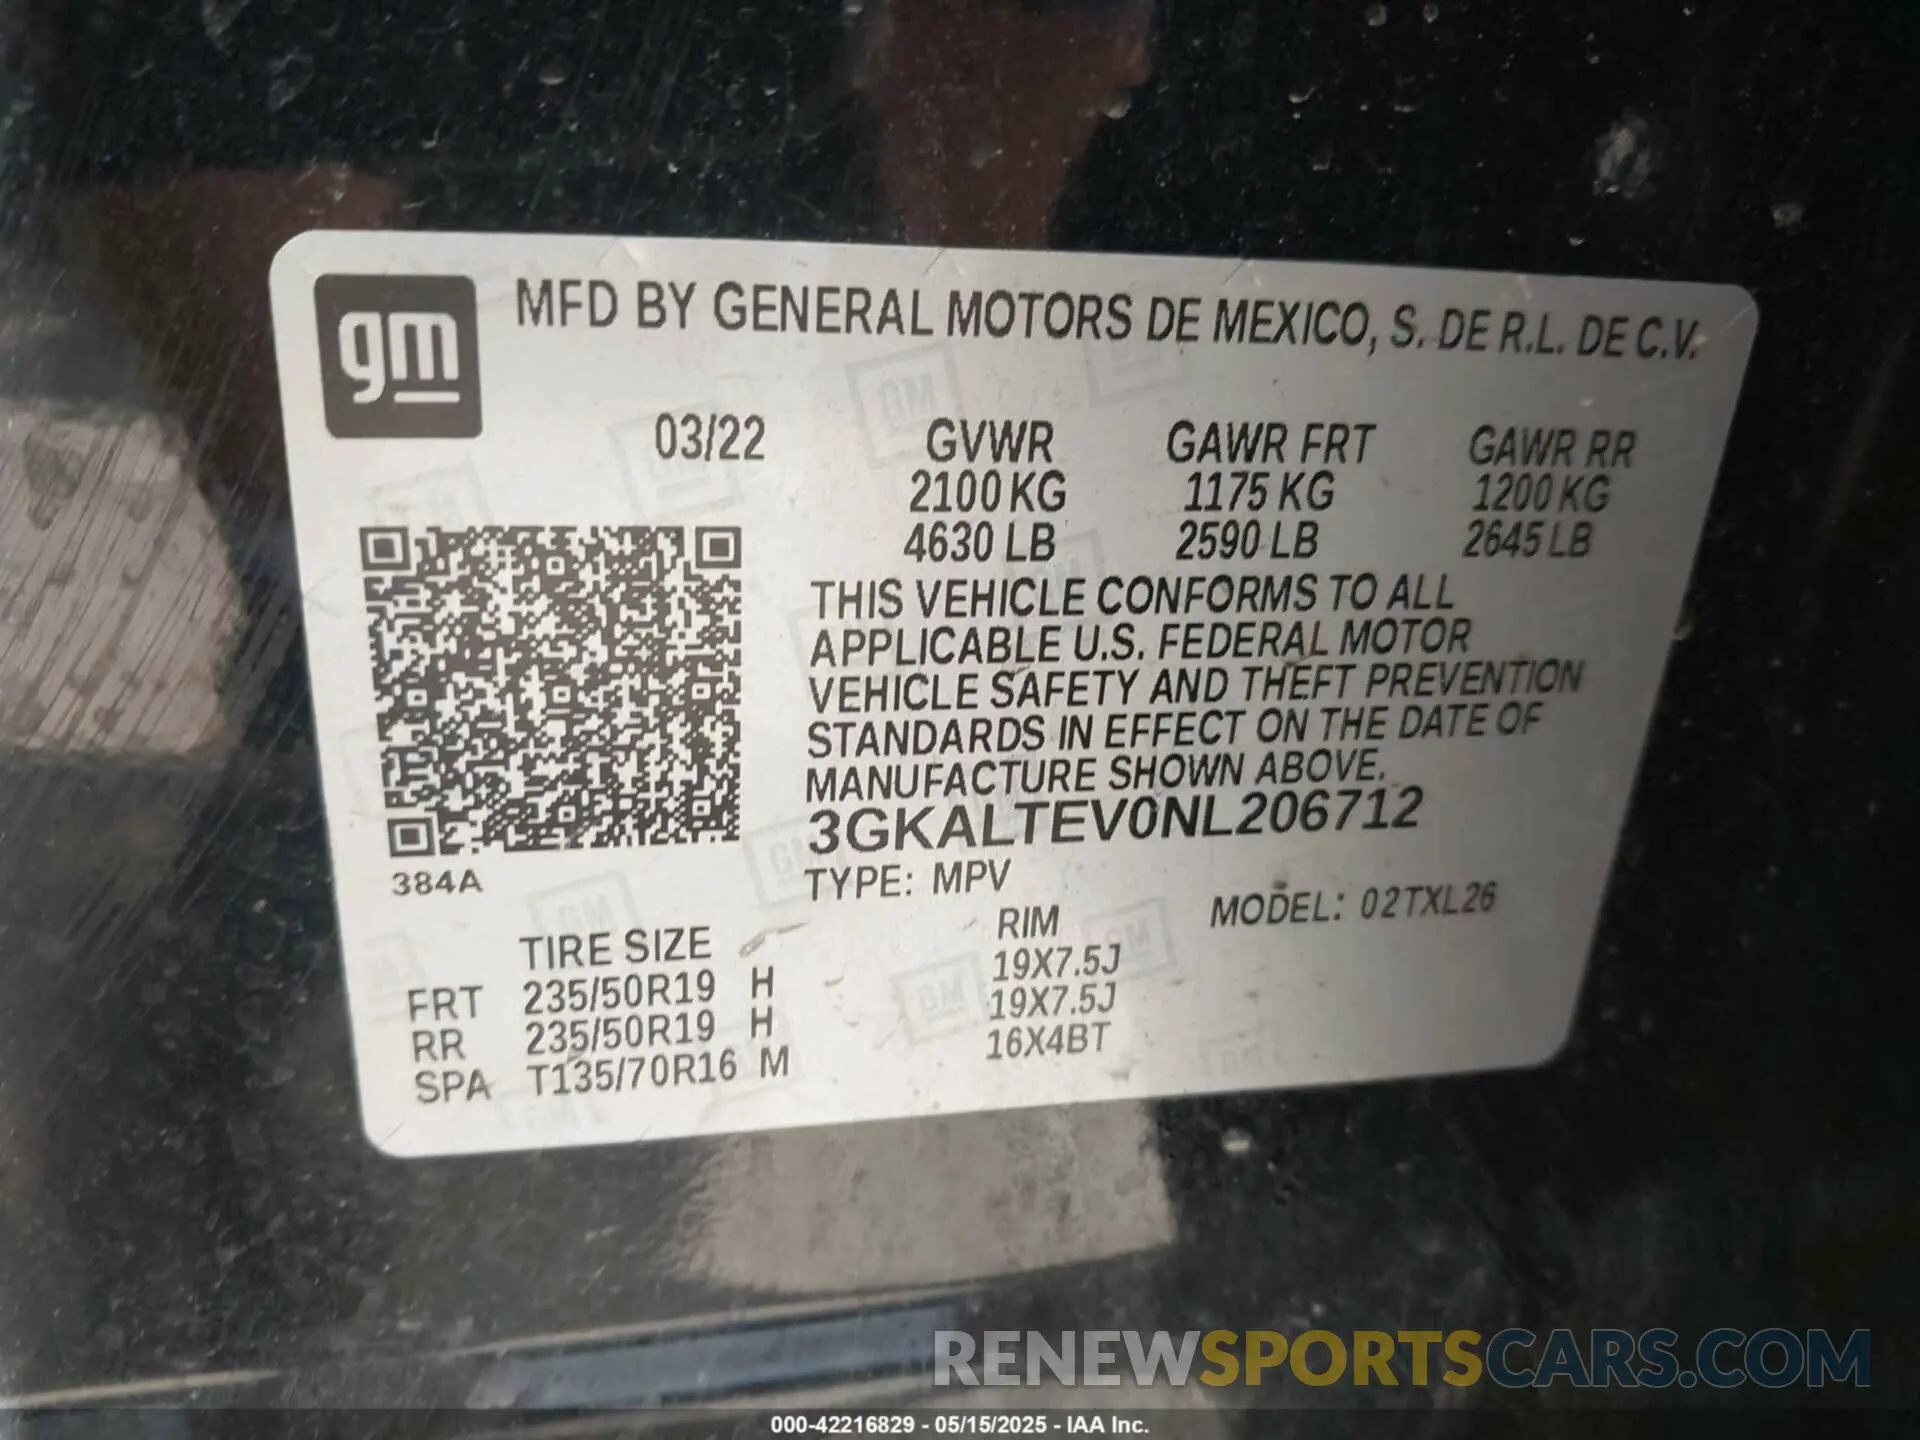 gm
MFD BY GENERAL MOTORS DE MEXICO, S. DE R.L. DE C.V.
03/22 GVWR GAWR FRT GAWR RR
2100 KG 1175 KG 1200 KG
4630 LB 2590 LB 2645 LB
THIS VEHICLE CONFORMS TO ALL
APPLICABLE U.S. FEDERAL MOTOR
VEHICLE SAFETY AND THEFT PREVENTION
STANDARDS IN EFFECT ON THE DATE OF
MANUFACTURE SHOWN ABOVE.
3GKALTEV0NL206712
384A
TYPE: MPV MODEL: 02TXL26
TIRE SIZE RIM
FRT 235/50R19 H 19X7.5J
RR 235/50R19 H 19X7.5J
SPA T135/70R16 M 16X4BT
RENEWSPORTSCARS.COM
000-42216829 - 05/15/2025 - IAA Inc.